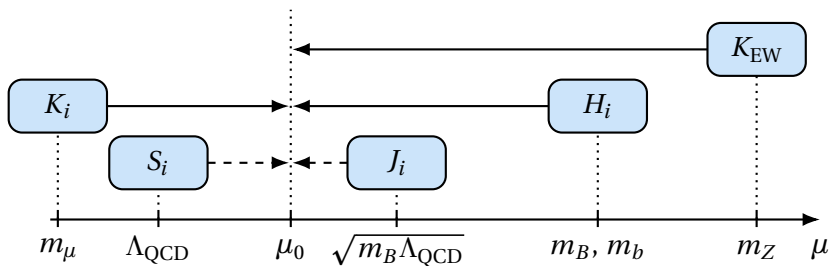 K_EW
K_i H_i
S_i J_i
m_μ Λ_QCD μ_0 √(m_B Λ_QCD) m_B, m_b m_Z μ